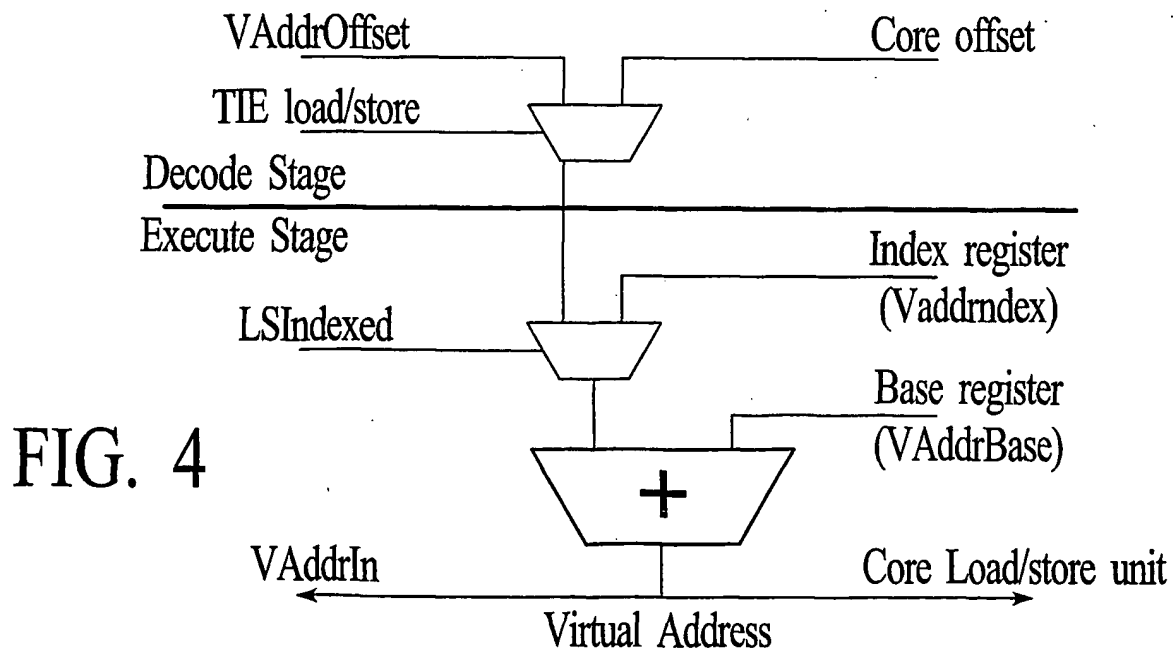 VAddrOffset
Core offset
TIE load/store
Decode Stage
Execute Stage
Index register
(Vaddrndex)
LSIndexed
Base register
(VAddrBase)
FIG. 4
+
VAddrIn
Core Load/store unit
Virtual Address